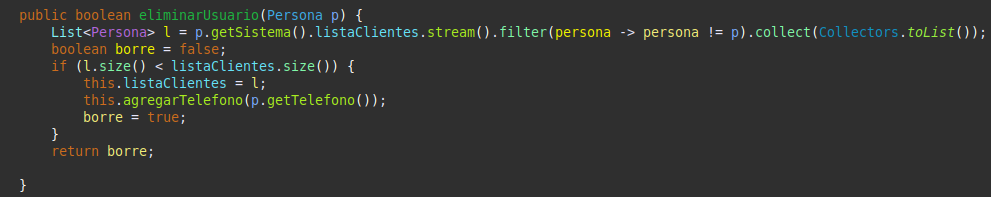 public boolean eliminarUsuario(Persona p) {
    List<Persona> l = p.getSistema().listaClientes.stream().filter(persona -> persona != p).collect(Collectors.toList());
    boolean borre = false;
    if (l.size() < listaClientes.size()) {
        this.listaClientes = l;
        this.agregarTelefono(p.getTelefono());
        borre = true;
    }
    return borre;

}